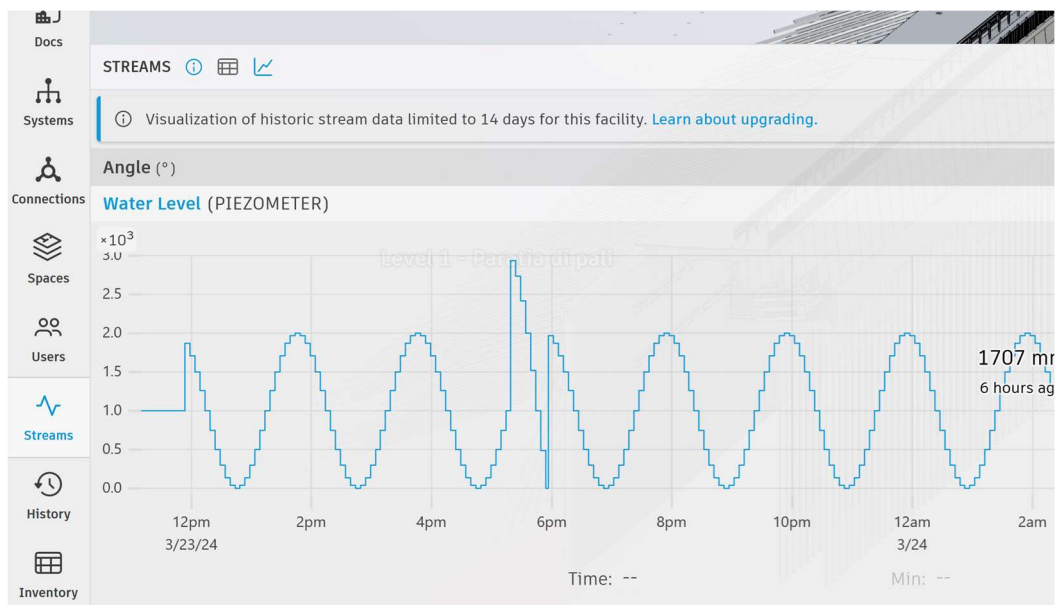 Docs
Systems
Connections
Spaces
Users
Streams
History
Inventory
STREAMS
Visualization of historic stream data limited to 14 days for this facility. Learn about upgrading.
Angle (°)
Water Level (PIEZOMETER)
×10³
Level 1 - Paratia di pali
3.0
2.5
2.0
1.5
1.0
0.5
0.0
1707 mm
6 hours ag
12pm 2pm 4pm 6pm 8pm 10pm 12am 2am
3/23/24 3/24
Time: -- Min: --